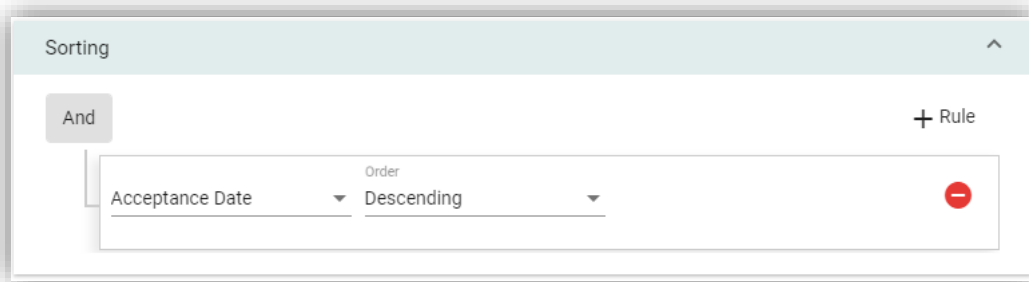 Sorting
And
+ Rule
Order
Acceptance Date
Descending